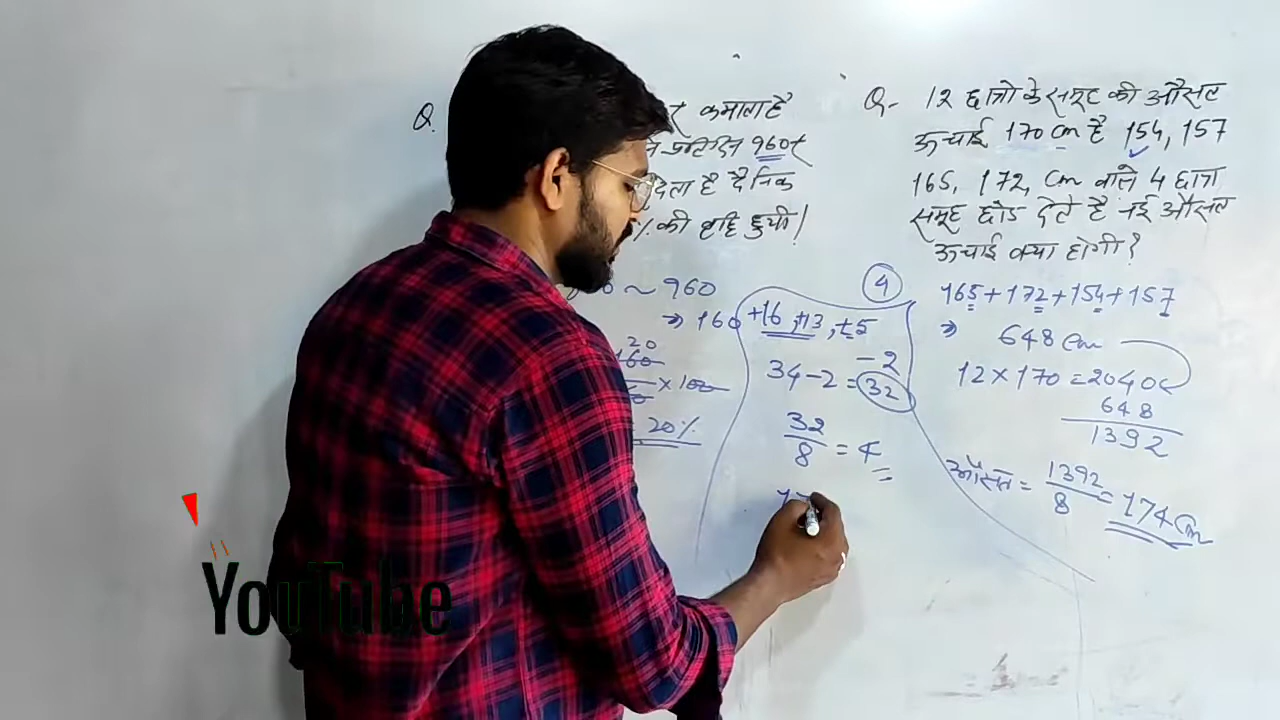 Q.
कमाता है
प्रतिदिन 960₹
देता है दैनिक
% की वृद्धि हुयी।
~ 960
⇒ 160
20
160
× 100
20%
+16, +13, +5
-2
34-2 = 32
32
8
= 4
4
Q- 12 छात्रो के समूह की औसत
ऊचाई 170 cm है 154, 157
165, 172, cm वाले 4 छात्र
समूह छोड देते है नई औसत
ऊचाई क्या होगी?
165+172+154+157
⇒ 648 cm
12×170 = 2040
648
1392
औसत = 1392
8
= 174 cm
YouTube